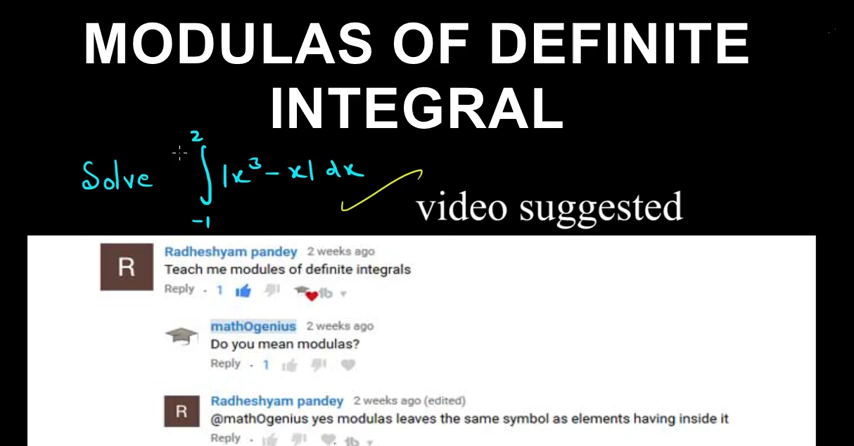 MODULAS OF DEFINITE
INTEGRAL
Solve ∫₋₁² |x³ - x| dx
video suggested
R
Radheshyam pandey 2 weeks ago
Teach me modules of definite integrals
Reply . 1
mathOgenius 2 weeks ago
Do you mean modulas?
Reply . 1
R
Radheshyam pandey 2 weeks ago (edited)
@mathOgenius yes modulas leaves the same symbol as elements having inside it
Reply .